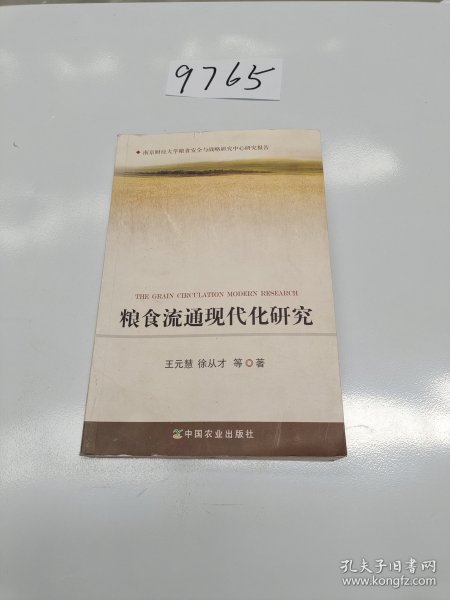 9765
◆南京财经大学粮食安全与战略研究中心研究报告
THE GRAIN CIRCULATION MODERN RESEARCH
粮食流通现代化研究
王元慧 徐从才 等◎著
中国农业出版社
孔夫子旧书网
www.kongfz.com